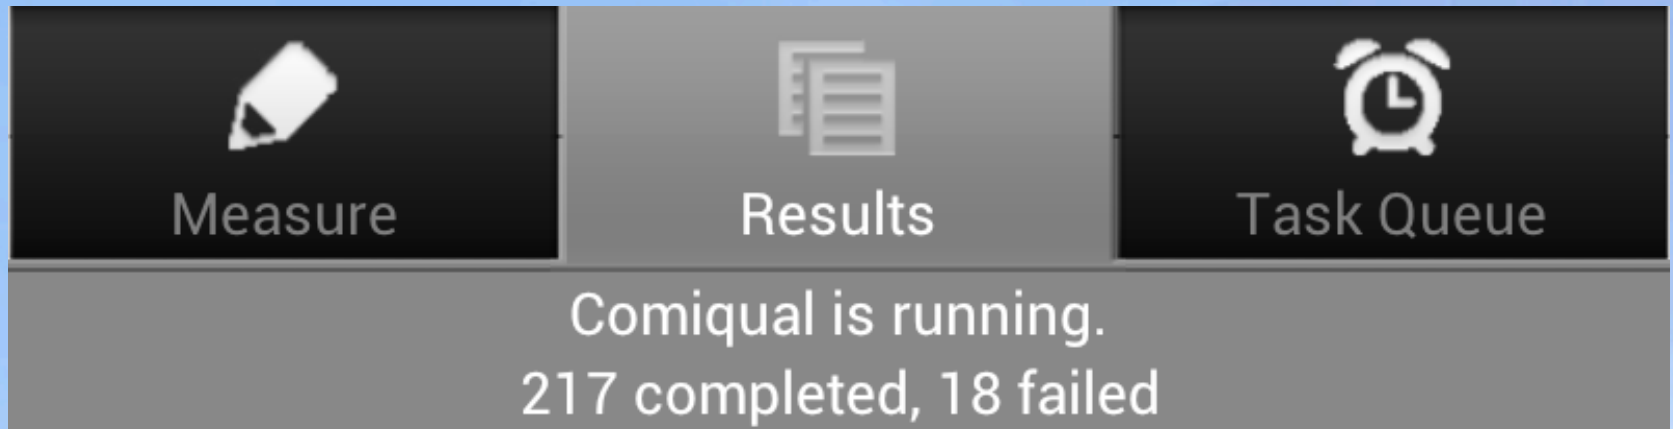 Measure
Results
Task Queue
Comiqual is running.
217 completed, 18 failed